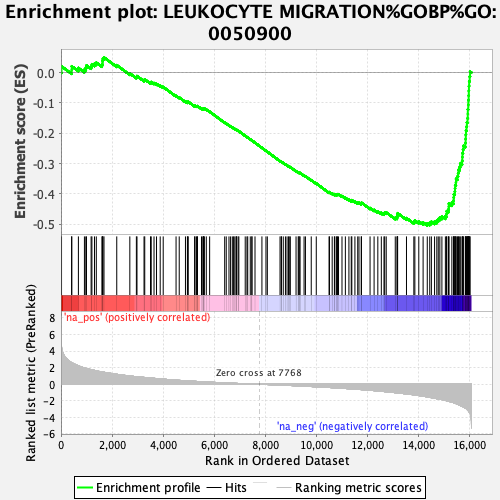 Enrichment plot: LEUKOCYTE MIGRATION%GOBP%GO:
0050900
Enrichment score (ES)
0.0
-0.1
-0.2
-0.3
-0.4
-0.5
'na_pos' (positively correlated)
Ranked list metric (PreRanked)
8
6
4
2
0
-2
-4
-6
Zero cross at 7768
'na_neg' (negatively correlated)
0
2,000
4,000
6,000
8,000
10,000
12,000
14,000
16,000
Rank in Ordered Dataset
Enrichment profile
Hits
Ranking metric scores